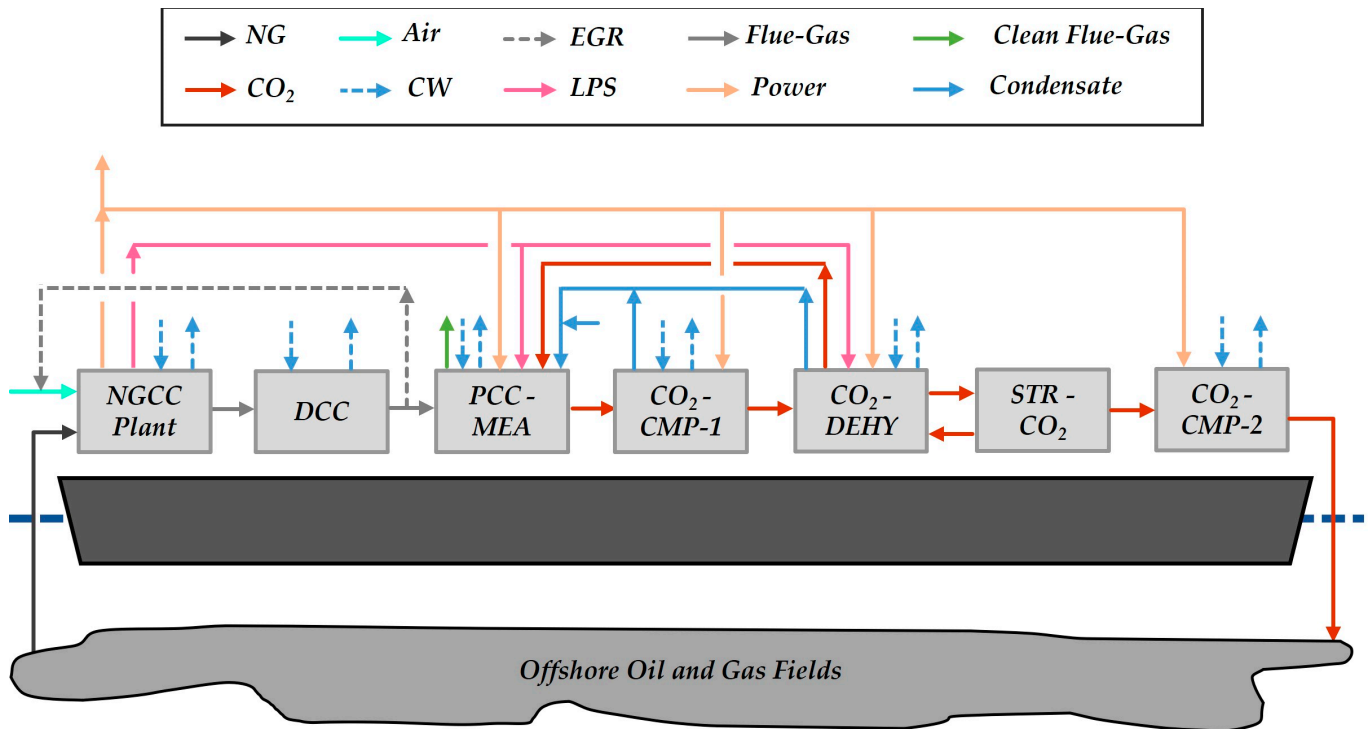 NG
Air
EGR
Flue-Gas
Clean Flue-Gas
CO₂
CW
LPS
Power
Condensate
NGCC
Plant
DCC
PCC -
MEA
CO₂ -
CMP-1
CO₂ -
DEHY
STR -
CO₂
CO₂ -
CMP-2
Offshore Oil and Gas Fields